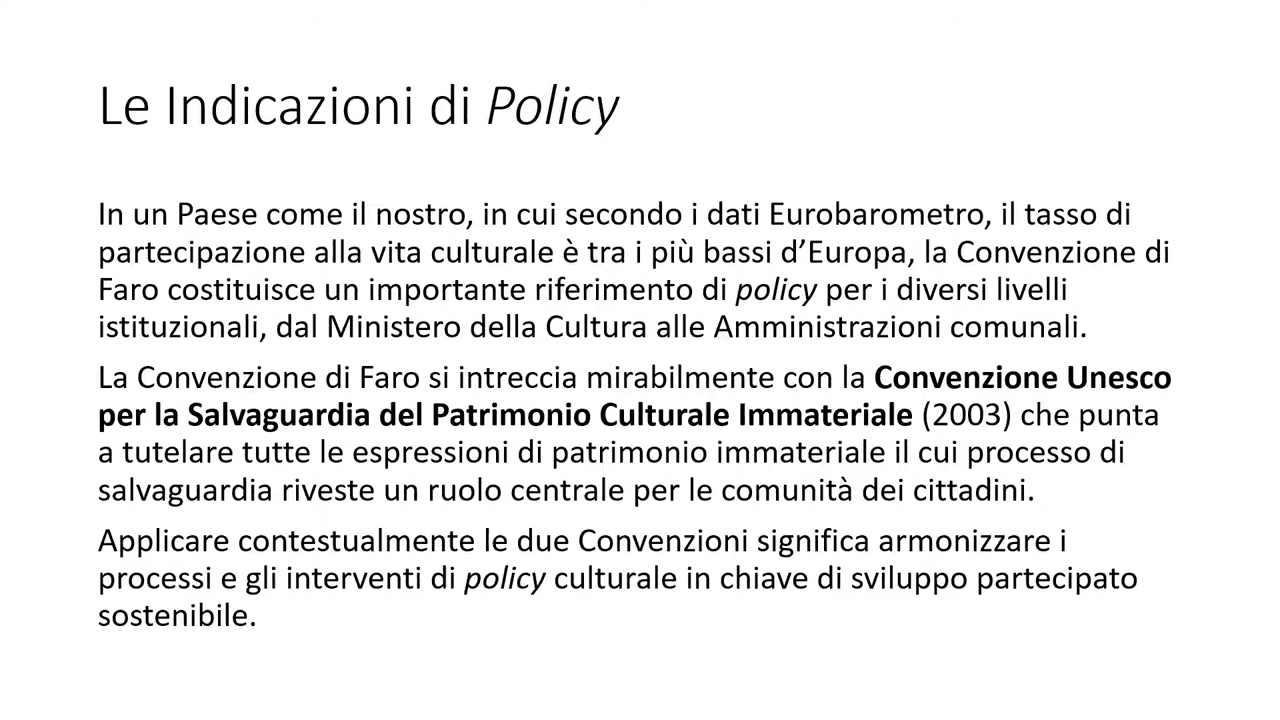 Le Indicazioni di Policy
In un Paese come il nostro, in cui secondo i dati Eurobarometro, il tasso di
partecipazione alla vita culturale è tra i più bassi d’Europa, la Convenzione di
Faro costituisce un importante riferimento di policy per i diversi livelli
istituzionali, dal Ministero della Cultura alle Amministrazioni comunali.
La Convenzione di Faro si intreccia mirabilmente con la Convenzione Unesco
per la Salvaguardia del Patrimonio Culturale Immateriale (2003) che punta
a tutelare tutte le espressioni di patrimonio immateriale il cui processo di
salvaguardia riveste un ruolo centrale per le comunità dei cittadini.
Applicare contestualmente le due Convenzioni significa armonizzare i
processi e gli interventi di policy culturale in chiave di sviluppo partecipato
sostenibile.